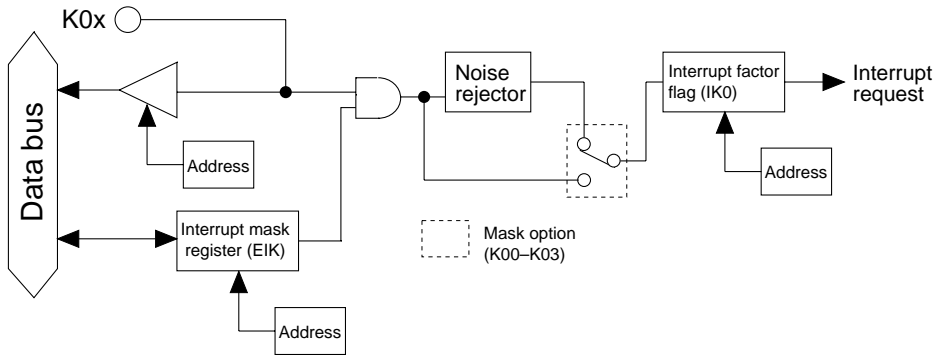 K0x
Data bus
Address
Interrupt mask
register (EIK)
Address
Noise
rejector
Mask option
(K00–K03)
Interrupt factor
flag (IK0)
Address
Interrupt
request